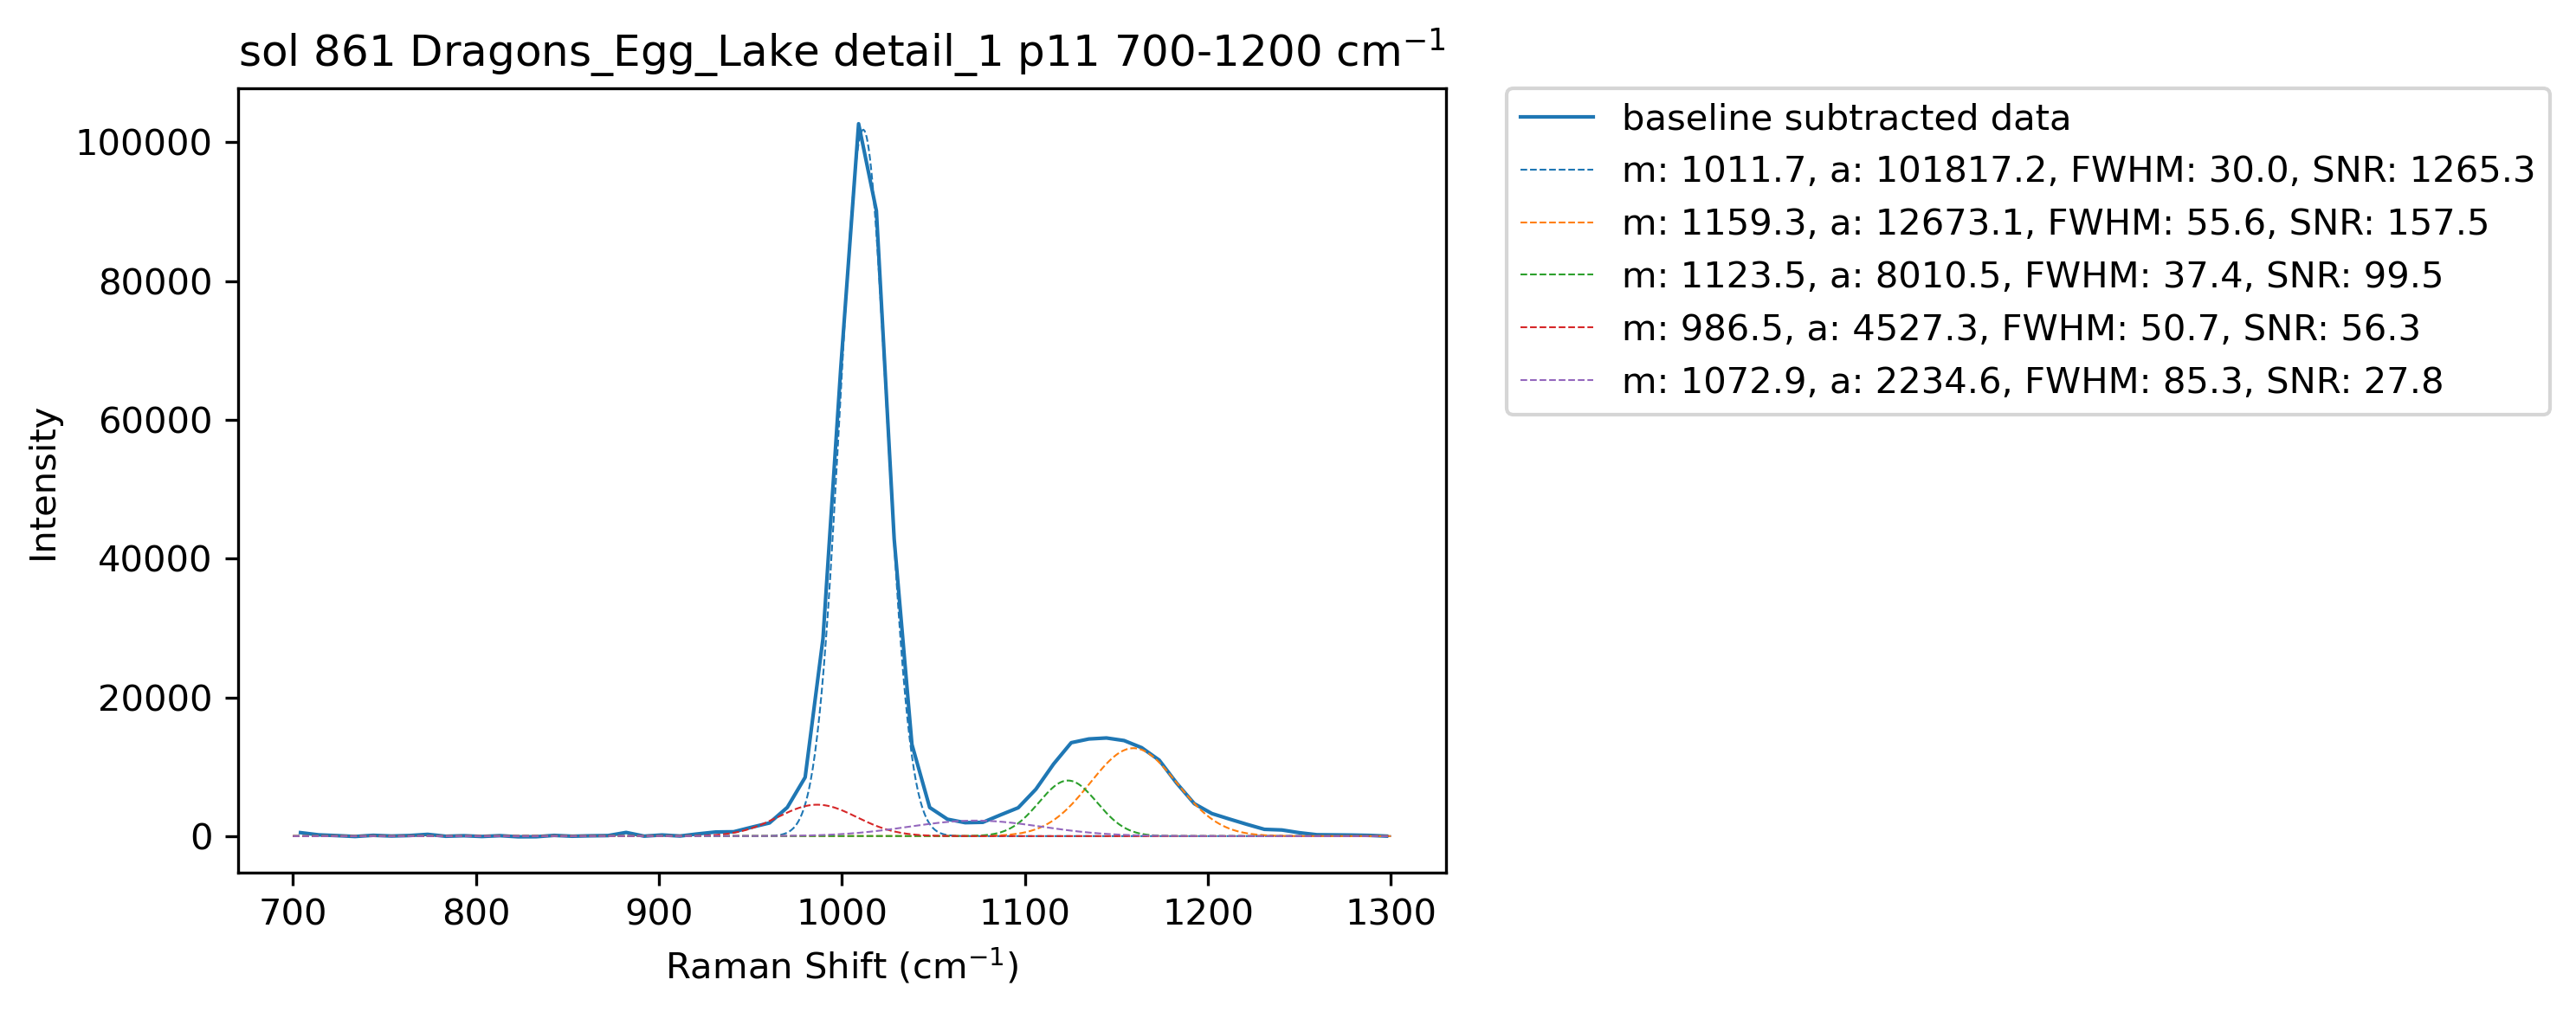 sol 861 Dragons_Egg_Lake detail_1 p11 700-1200 cm⁻¹
baseline subtracted data
m: 1011.7, a: 101817.2, FWHM: 30.0, SNR: 1265.3
m: 1159.3, a: 12673.1, FWHM: 55.6, SNR: 157.5
m: 1123.5, a: 8010.5, FWHM: 37.4, SNR: 99.5
m: 986.5, a: 4527.3, FWHM: 50.7, SNR: 56.3
m: 1072.9, a: 2234.6, FWHM: 85.3, SNR: 27.8
Intensity
100000
80000
60000
40000
20000
0
700 800 900 1000 1100 1200 1300
Raman Shift (cm⁻¹)